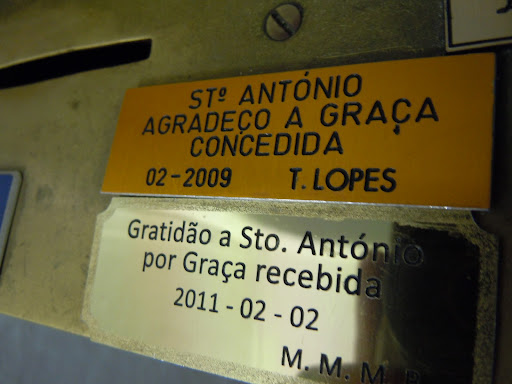 STº ANTÓNIO
AGRADEÇO A GRAÇA
CONCEDIDA
02-2009 T. LOPES
Gratidão a Sto. António
por Graça recebida
2011 - 02 - 02
M. M. M.